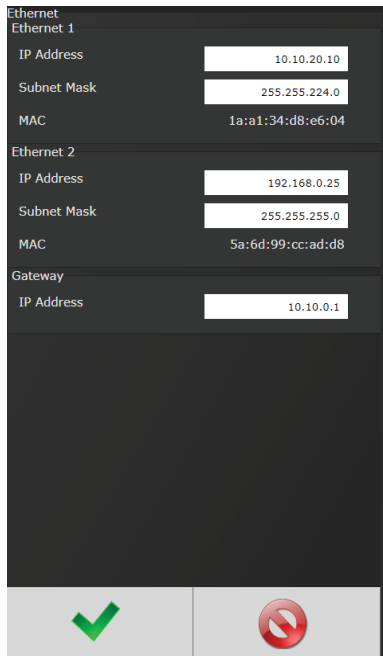 Ethernet
Ethernet 1
IP Address 10.10.20.10
Subnet Mask 255.255.224.0
MAC 1a:a1:34:d8:e6:04
Ethernet 2
IP Address 192.168.0.25
Subnet Mask 255.255.255.0
MAC 5a:6d:99:cc:ad:d8
Gateway
IP Address 10.10.0.1